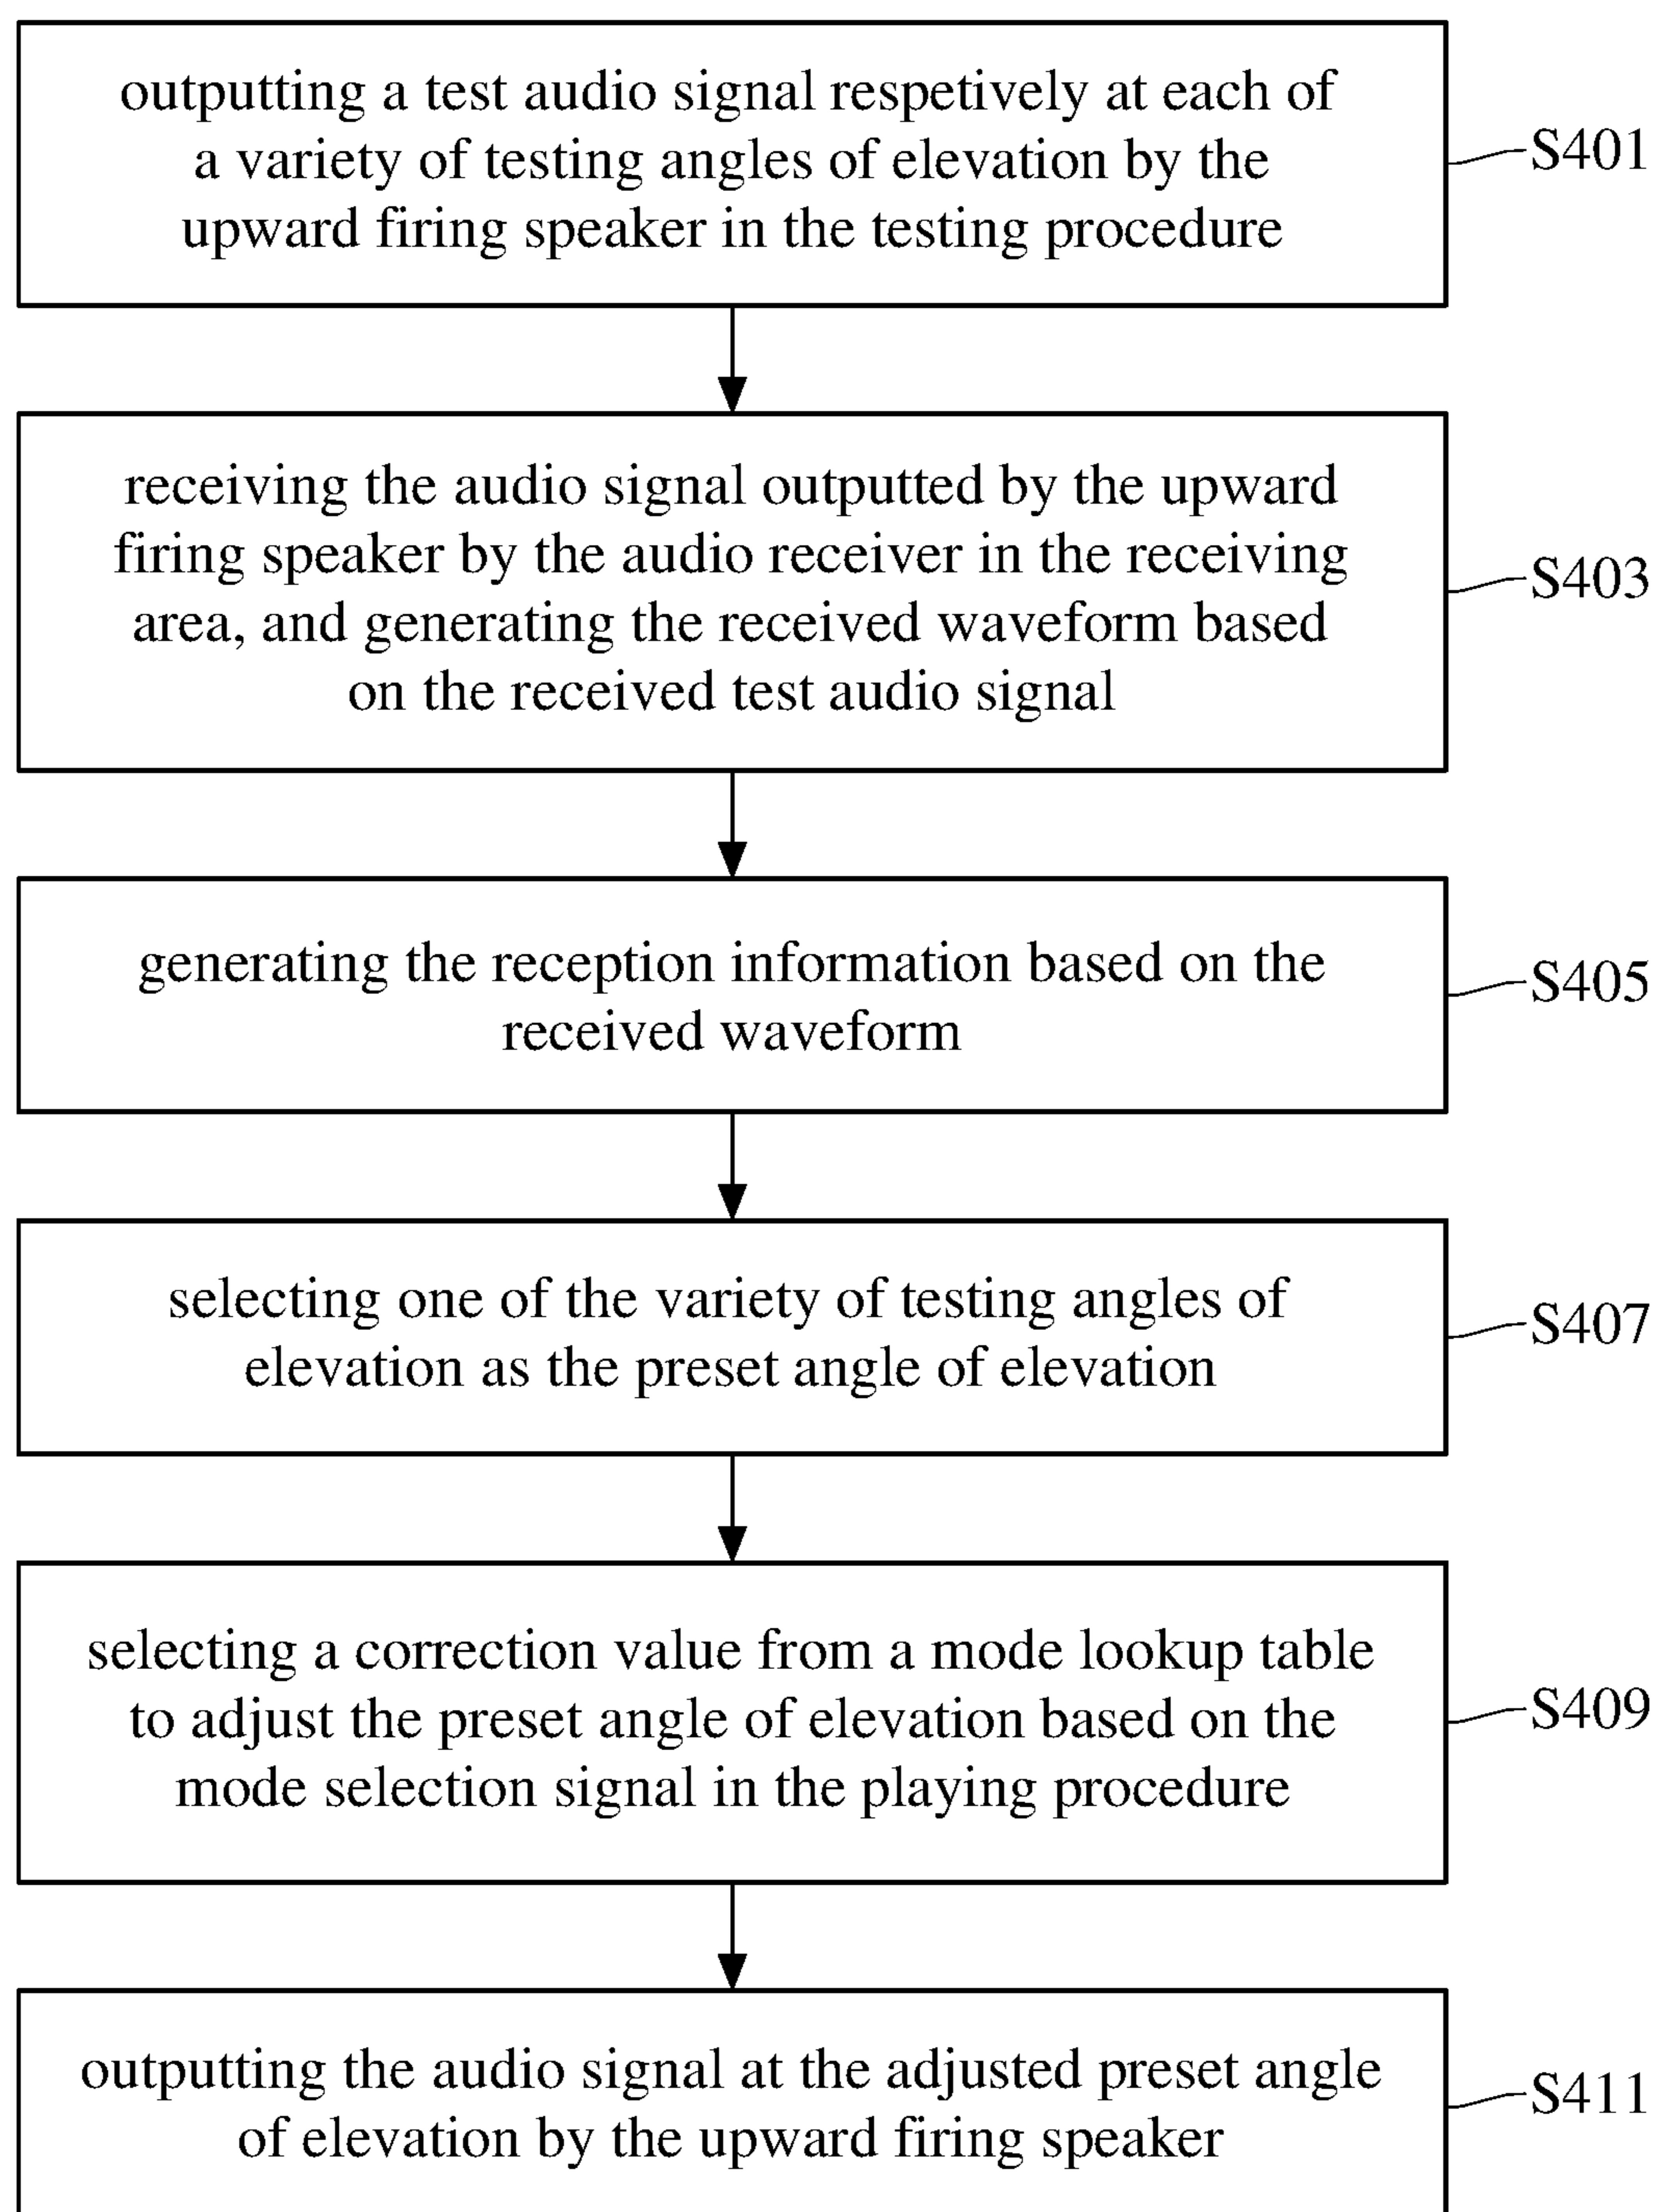 outputting a test audio signal respetively at each of
a variety of testing angles of elevation by the
upward firing speaker in the testing procedure
S401
receiving the audio signal outputted by the upward
firing speaker by the audio receiver in the receiving
area, and generating the received waveform based
on the received test audio signal
S403
generating the reception information based on the
received waveform
S405
selecting one of the variety of testing angles of
elevation as the preset angle of elevation
S407
selecting a correction value from a mode lookup table
to adjust the preset angle of elevation based on the
mode selection signal in the playing procedure
S409
outputting the audio signal at the adjusted preset angle
of elevation by the upward firing speaker
S411